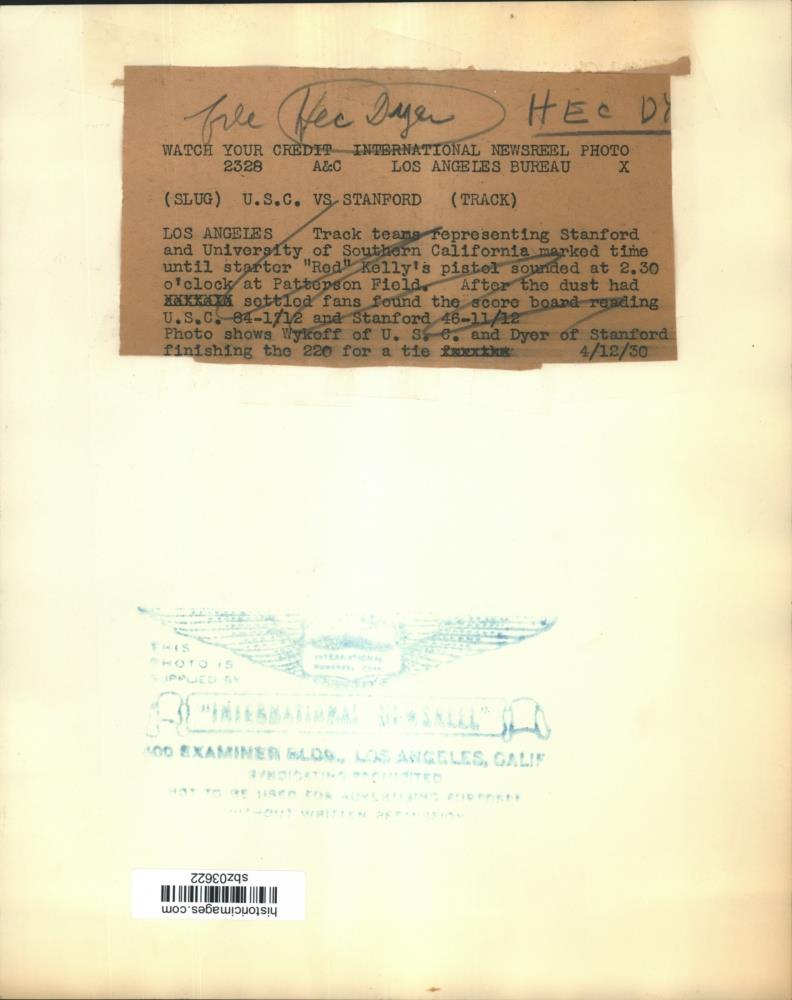 file Hec Dyer HEC DY
WATCH YOUR CREDIT INTERNATIONAL NEWSREEL PHOTO
2328 A&C LOS ANGELES BUREAU X
(SLUG) U.S.C. VS STANFORD (TRACK)
LOS ANGELES Track teams representing Stanford
and University of Southern California marked time
until starter "Red" Kelly's pistol sounded at 2.30
o'clock at Patterson Field. After the dust had
settled fans found the score board reading
U.S.C. 84-1/12 and Stanford 46-11/12
Photo shows Wykoff of U. S. C. and Dyer of Stanford
finishing the 220 for a tie 4/12/30
THIS
PHOTO IS
SUPPLIED BY
INTERNATIONAL
NEWSREEL CORP.
"INTERNATIONAL NEWSREEL"
400 EXAMINER BLDG., LOS ANGELES, CALIF
SYNDICATING PROHIBITED
NOT TO BE USED FOR ADVERTISING PURPOSES
WITHOUT WRITTEN PERMISSION
historicimages.com
sbz03622